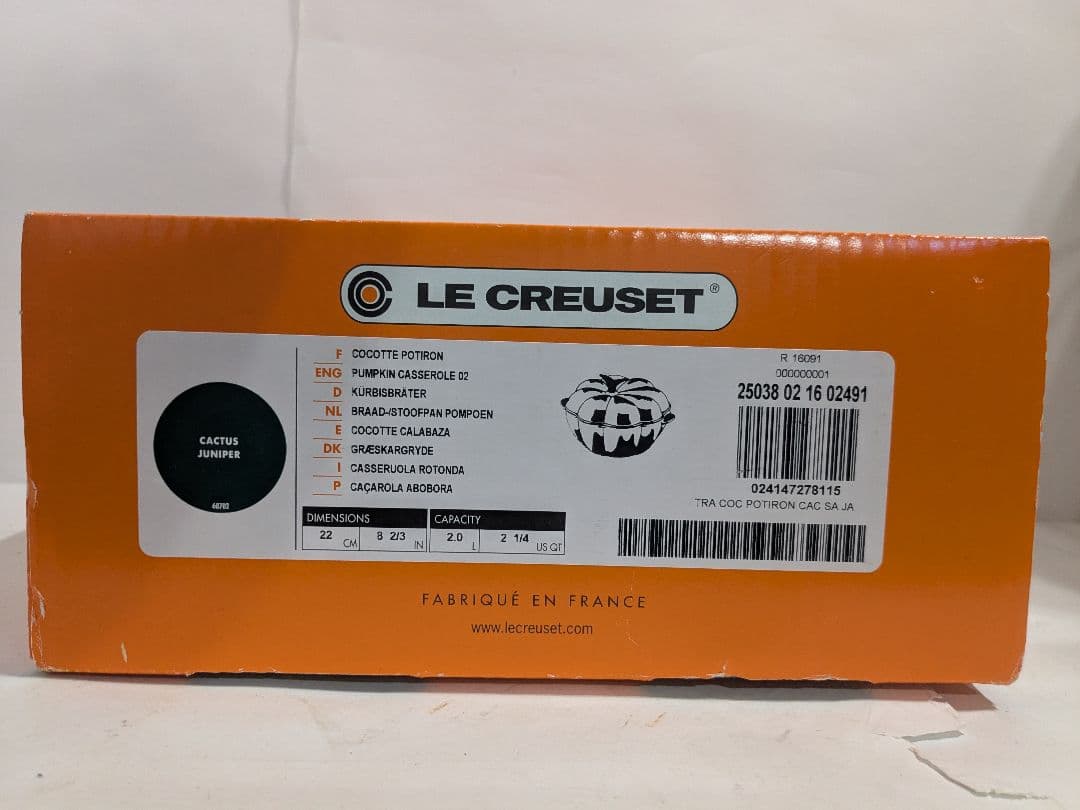 LE CREUSET®
CACTUS
JUNIPER
60702
F COCOTTE POTIRON
ENG PUMPKIN CASSEROLE 02
D KÜRBISBRÄTER
NL BRAAD-/STOOFPAN POMPOEN
E COCOTTE CALABAZA
DK GRÆSKARGRYDE
I CASSERUOLA ROTONDA
P CAÇAROLA ABOBORA
DIMENSIONS CAPACITY
22 CM 8 2/3 IN 2.0 L 2 1/4 US QT
R 16091
000000001
25038 02 16 02491
024147278115
TRA COC POTIRON CAC SA JA
FABRIQUÉ EN FRANCE
www.lecreuset.com